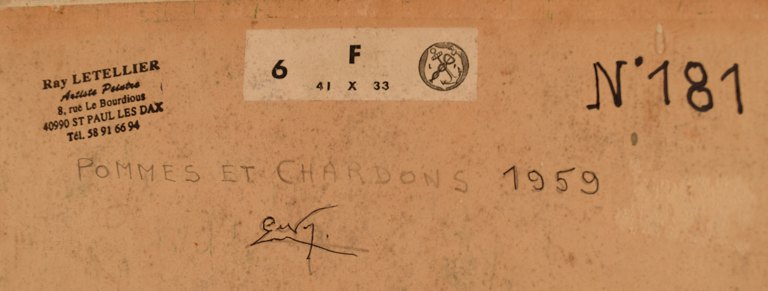 Ray LETELLIER
Artiste Peintre
8, rue Le Bourdious
40990 ST PAUL LES DAX
Tél. 58 91 66 94
6 F
41 X 33
N° 181
POMMES ET CHARDONS 1959